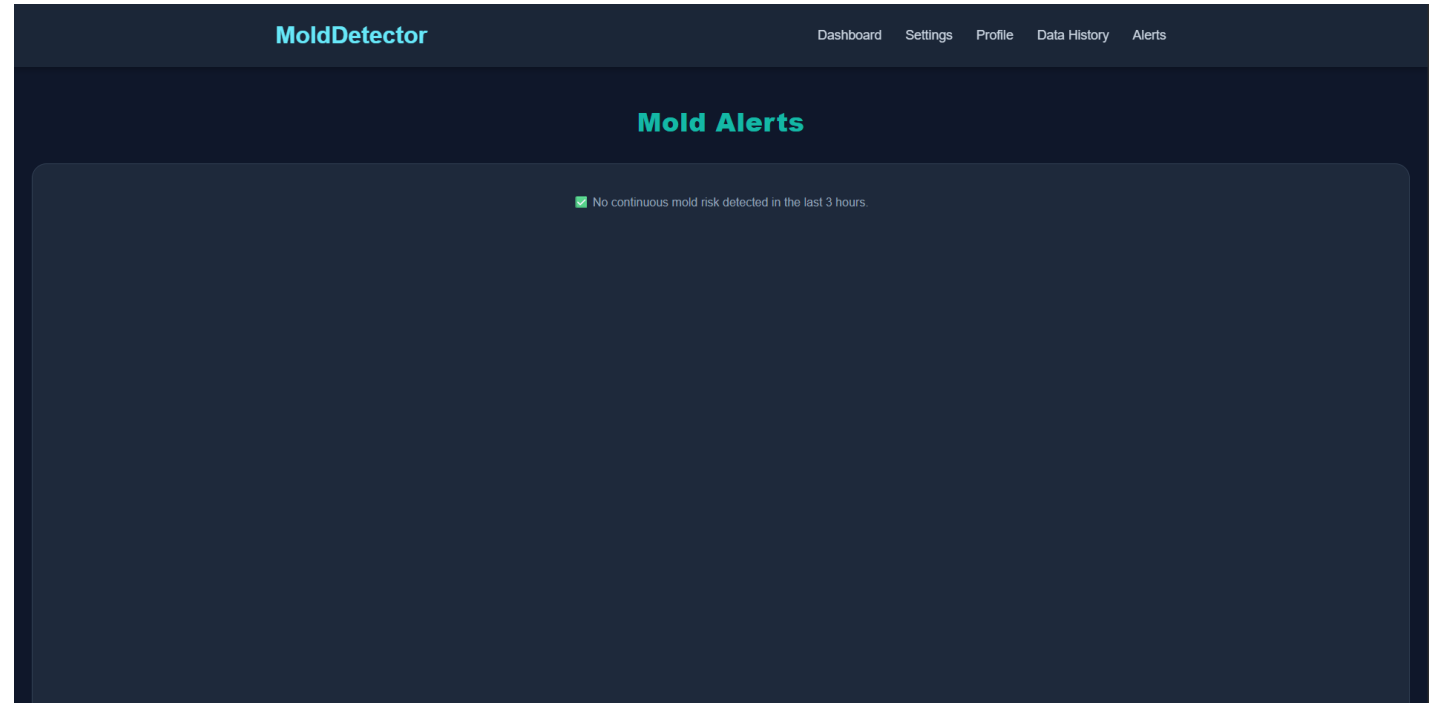 MoldDetector
Dashboard Settings Profile Data History Alerts
Mold Alerts
✅ No continuous mold risk detected in the last 3 hours.